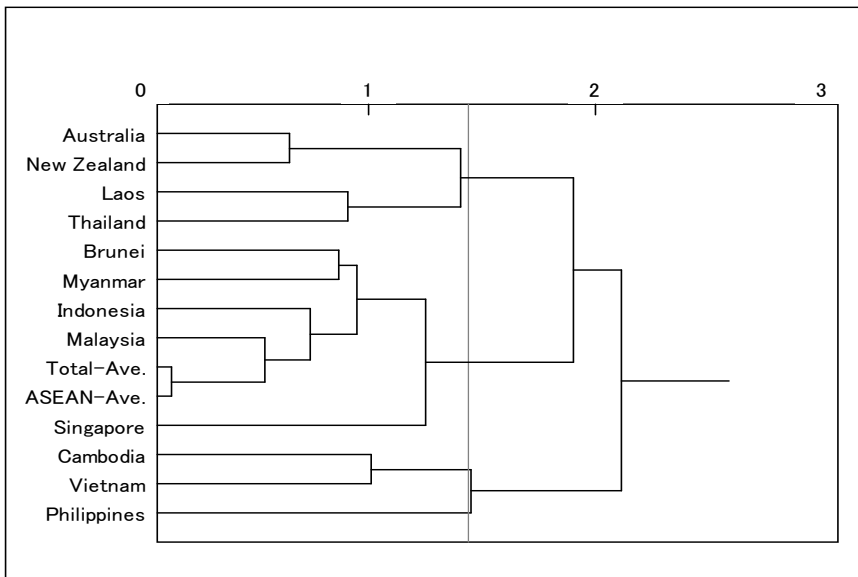 0 1 2 3
Australia
New Zealand
Laos
Thailand
Brunei
Myanmar
Indonesia
Malaysia
Total-Ave.
ASEAN-Ave.
Singapore
Cambodia
Vietnam
Philippines